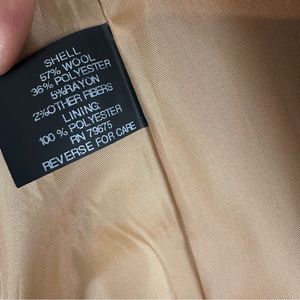 SHELL
57% WOOL
36% POLYESTER
5%RAYON
2%OTHER FIBERS
LINING:
100 % POLYESTER
RN 79675
REVERSE FOR CARE